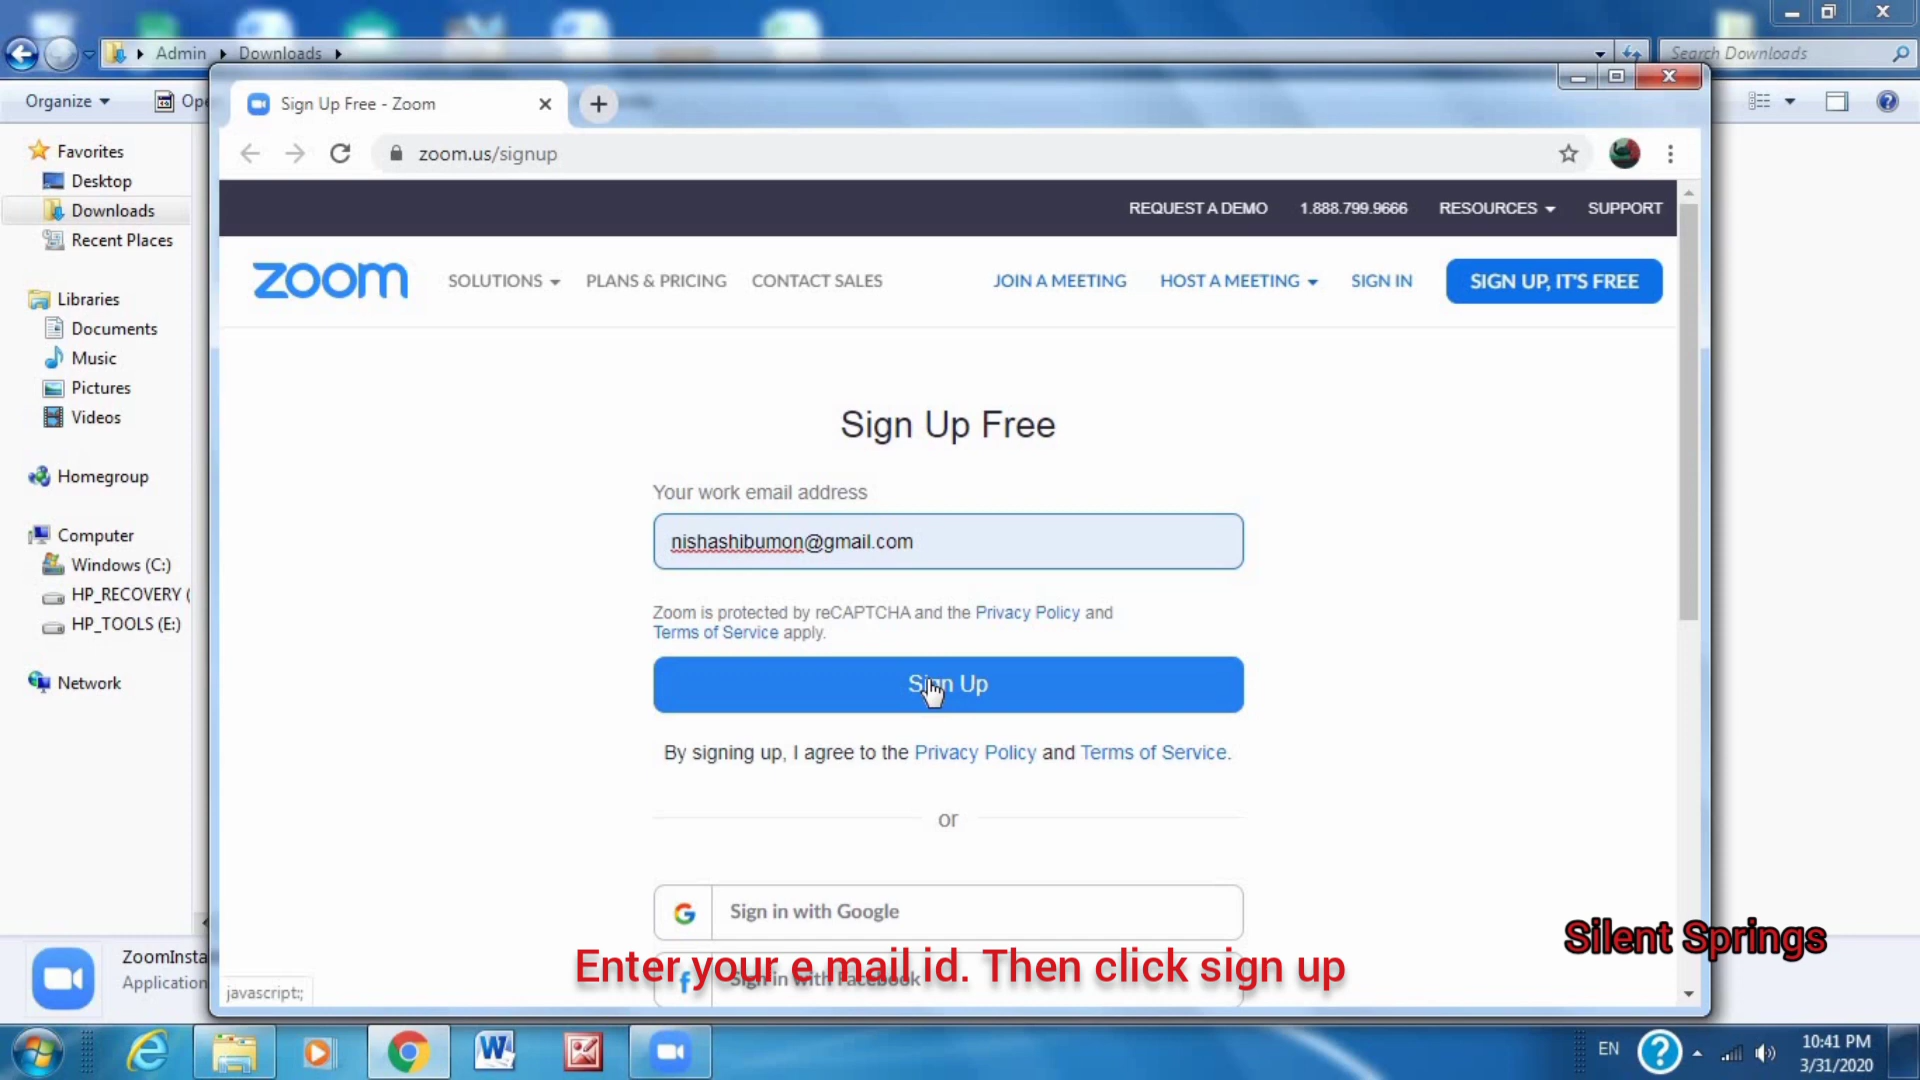 Admin Downloads
Search Downloads
Organize
Sign Up Free - Zoom
zoom.us/signup
Favorites
Desktop
Downloads
Recent Places
Libraries
Documents
Music
Pictures
Videos
Homegroup
Computer
Windows (C:)
HP_RECOVERY (
HP_TOOLS (E:)
Network
REQUEST A DEMO 1.888.799.9666 RESOURCES SUPPORT
zoom SOLUTIONS PLANS & PRICING CONTACT SALES JOIN A MEETING HOST A MEETING SIGN IN SIGN UP, IT'S FREE
Sign Up Free
Your work email address
nishashibumon@gmail.com
Zoom is protected by reCAPTCHA and the Privacy Policy and
Terms of Service apply.
Sign Up
By signing up, I agree to the Privacy Policy and Terms of Service.
or
Sign in with Google
Sign in with Facebook
Enter your e mail id. Then click sign up
Silent Springs
ZoomInsta
Application
javascript:;
EN
10:41 PM
3/31/2020